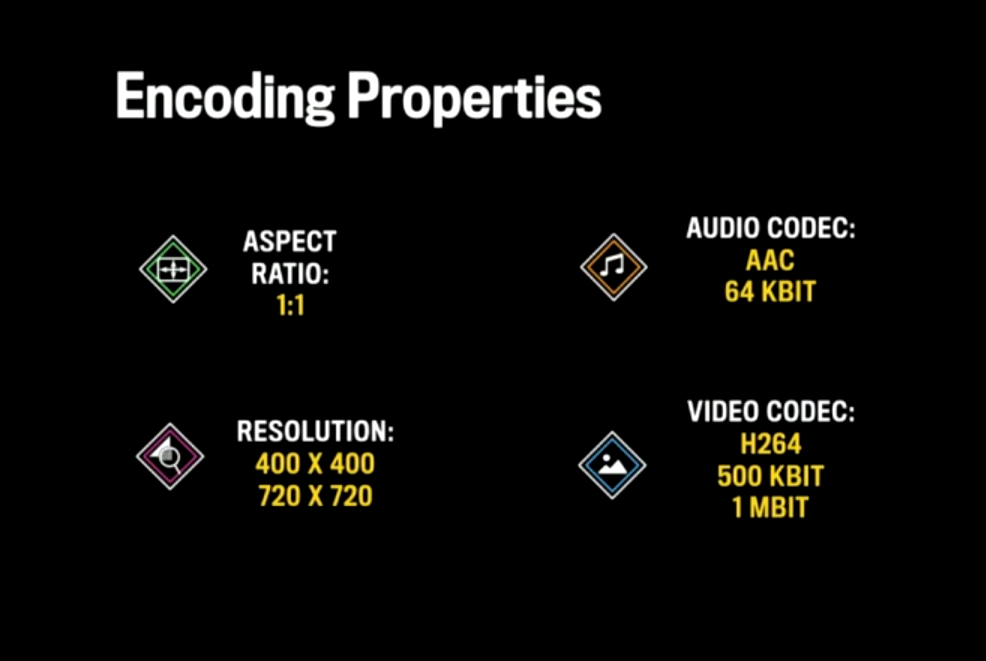 Encoding Properties
ASPECT
RATIO:
1:1
AUDIO CODEC:
AAC
64 KBIT
RESOLUTION:
400 X 400
720 X 720
VIDEO CODEC:
H264
500 KBIT
1 MBIT